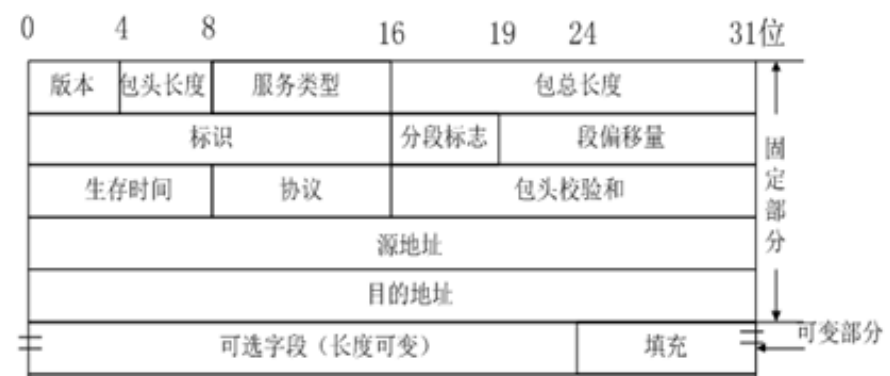 0 4 8 16 19 24 31位
版本 包头长度 服务类型 包总长度
标识 分段标志 段偏移量
生存时间 协议 包头校验和
源地址
目的地址
可选字段（长度可变） 填充
固定部分
可变部分